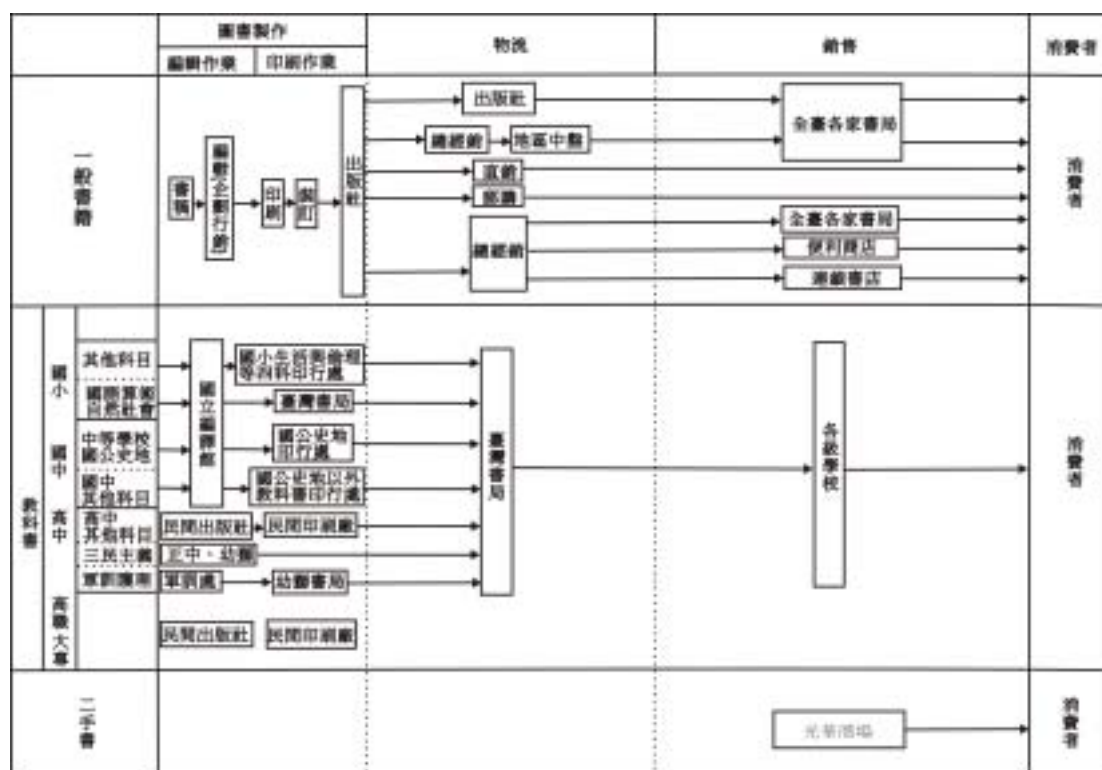 圖書製作
物流
銷售
消費者
編輯作業
印刷作業
一般書籍
書稿
印刷
裝訂
出版社
出版社
總經銷
地區中盤
直銷
郵購
總經銷
全臺各家書局
全臺各家書局
便利商店
連鎖書店
消費者
教科書
國小
國中
高中
高職大專
其他科目
自然社會
中等學校
國公史地
國中
其他科目
高中
其他科目
三民主義
軍訓護理
國立編譯館
國小生活與倫理
等四科印行處
臺灣書局
國公史地
印行處
國公史地以外
教科書印行處
民間出版社
民間印刷廠
正中、幼獅
軍訓處
幼獅書局
民間出版社
民間印刷廠
臺灣書局
各級學校
消費者
二手書
光華商場
消費者